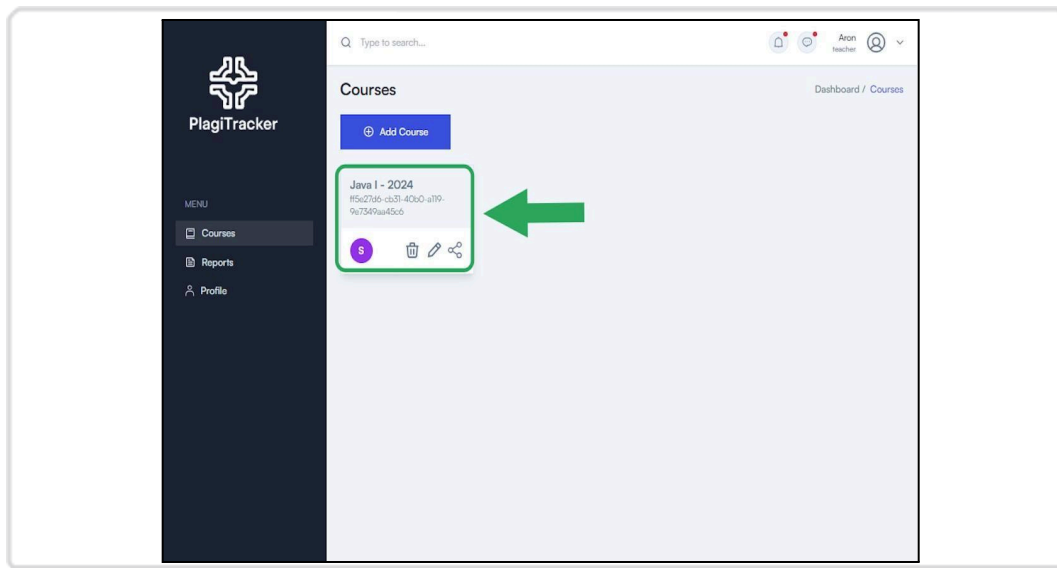 Type to search...
Aron
teacher
PlagiTracker
Courses
Dashboard / Courses
Add Course
Java I - 2024
ff5e27d6-cb31-40b0-a119-
9e7349aa45c6
S
MENU
Courses
Reports
Profile